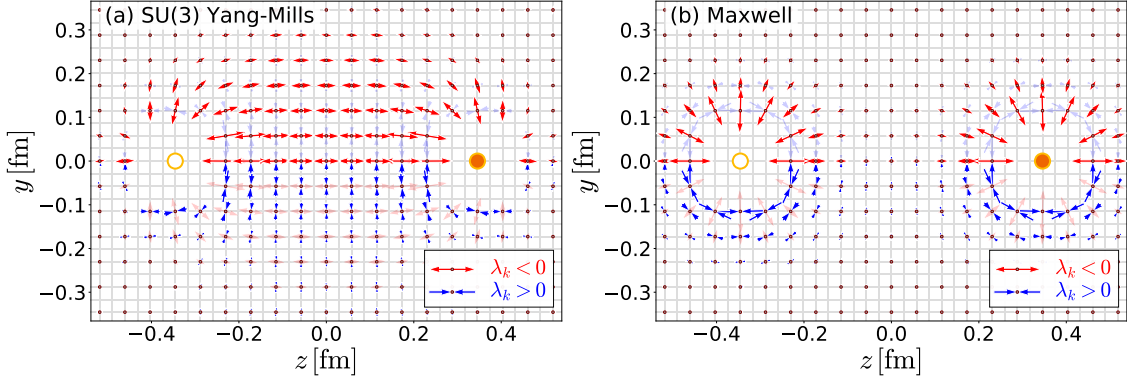 (a) SU(3) Yang-Mills
y [fm]
0.3
0.2
0.1
0.0
−0.1
−0.2
−0.3
λₖ < 0
λₖ > 0
−0.4 −0.2 0.0 0.2 0.4
z [fm]
(b) Maxwell
y [fm]
0.3
0.2
0.1
0.0
−0.1
−0.2
−0.3
λₖ < 0
λₖ > 0
−0.4 −0.2 0.0 0.2 0.4
z [fm]